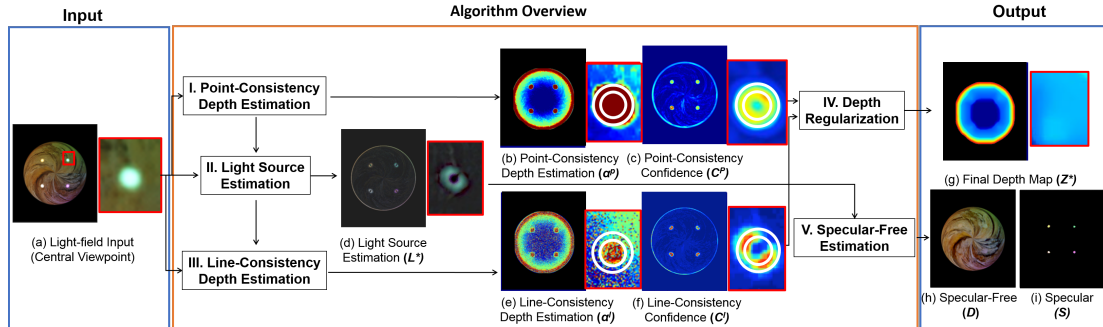 Input
Algorithm Overview
Output
I. Point-Consistency
Depth Estimation
II. Light Source
Estimation
III. Line-Consistency
Depth Estimation
(a) Light-field Input
(Central Viewpoint)
(d) Light Source
Estimation (L*)
(b) Point-Consistency
Depth Estimation (αᵖ)
(c) Point-Consistency
Confidence (Cᵖ)
(e) Line-Consistency
Depth Estimation (αˡ)
(f) Line-Consistency
Confidence (Cˡ)
IV. Depth
Regularization
V. Specular-Free
Estimation
(g) Final Depth Map (Z*)
(h) Specular-Free
(D)
(i) Specular
(S)